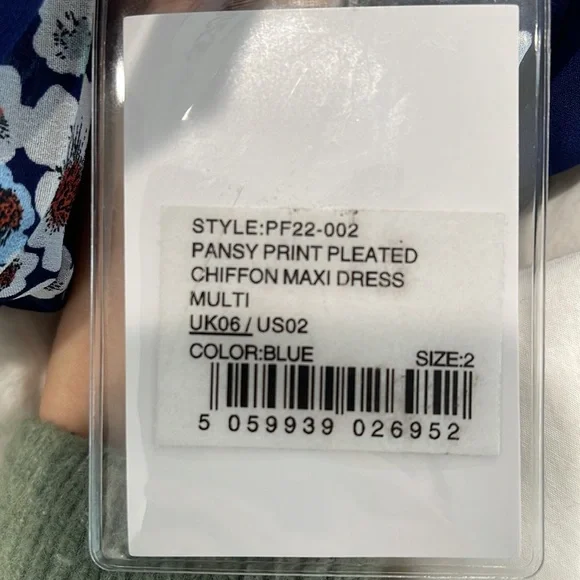 STYLE:PF22-002
PANSY PRINT PLEATED
CHIFFON MAXI DRESS
MULTI
UK06 / US02
COLOR:BLUE SIZE:2
5 059939 026952